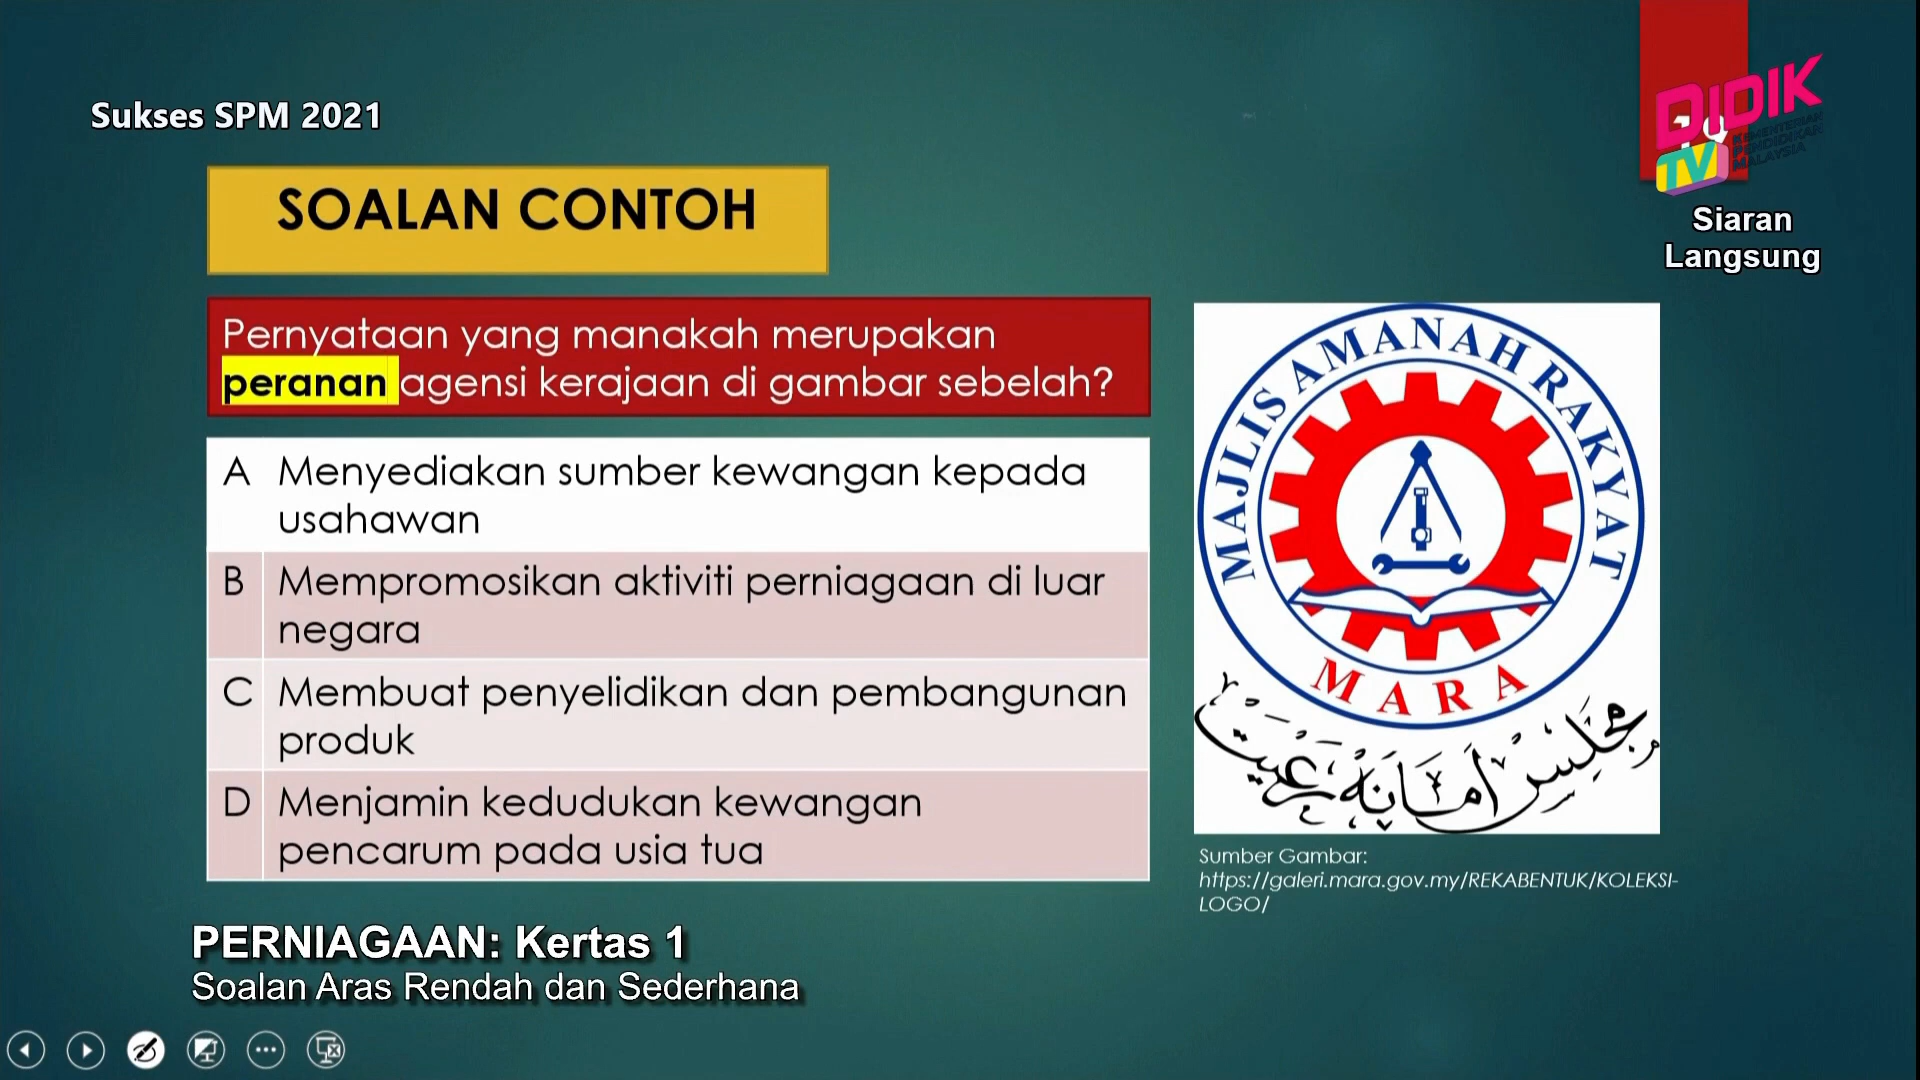 Sukses SPM 2021
DIDIK
TV
KEMENTERIAN
PENDIDIKAN
MALAYSIA
Siaran
Langsung
SOALAN CONTOH
Pernyataan yang manakah merupakan
peranan agensi kerajaan di gambar sebelah?
A Menyediakan sumber kewangan kepada
usahawan
B Mempromosikan aktiviti perniagaan di luar
negara
C Membuat penyelidikan dan pembangunan
produk
D Menjamin kedudukan kewangan
pencarum pada usia tua
MAJLIS AMANAH RAKYAT
MARA
مجلس امانه رعيت
Sumber Gambar:
https://galeri.mara.gov.my/REKABENTUK/KOLEKSI-
LOGO/
PERNIAGAAN: Kertas 1
Soalan Aras Rendah dan Sederhana